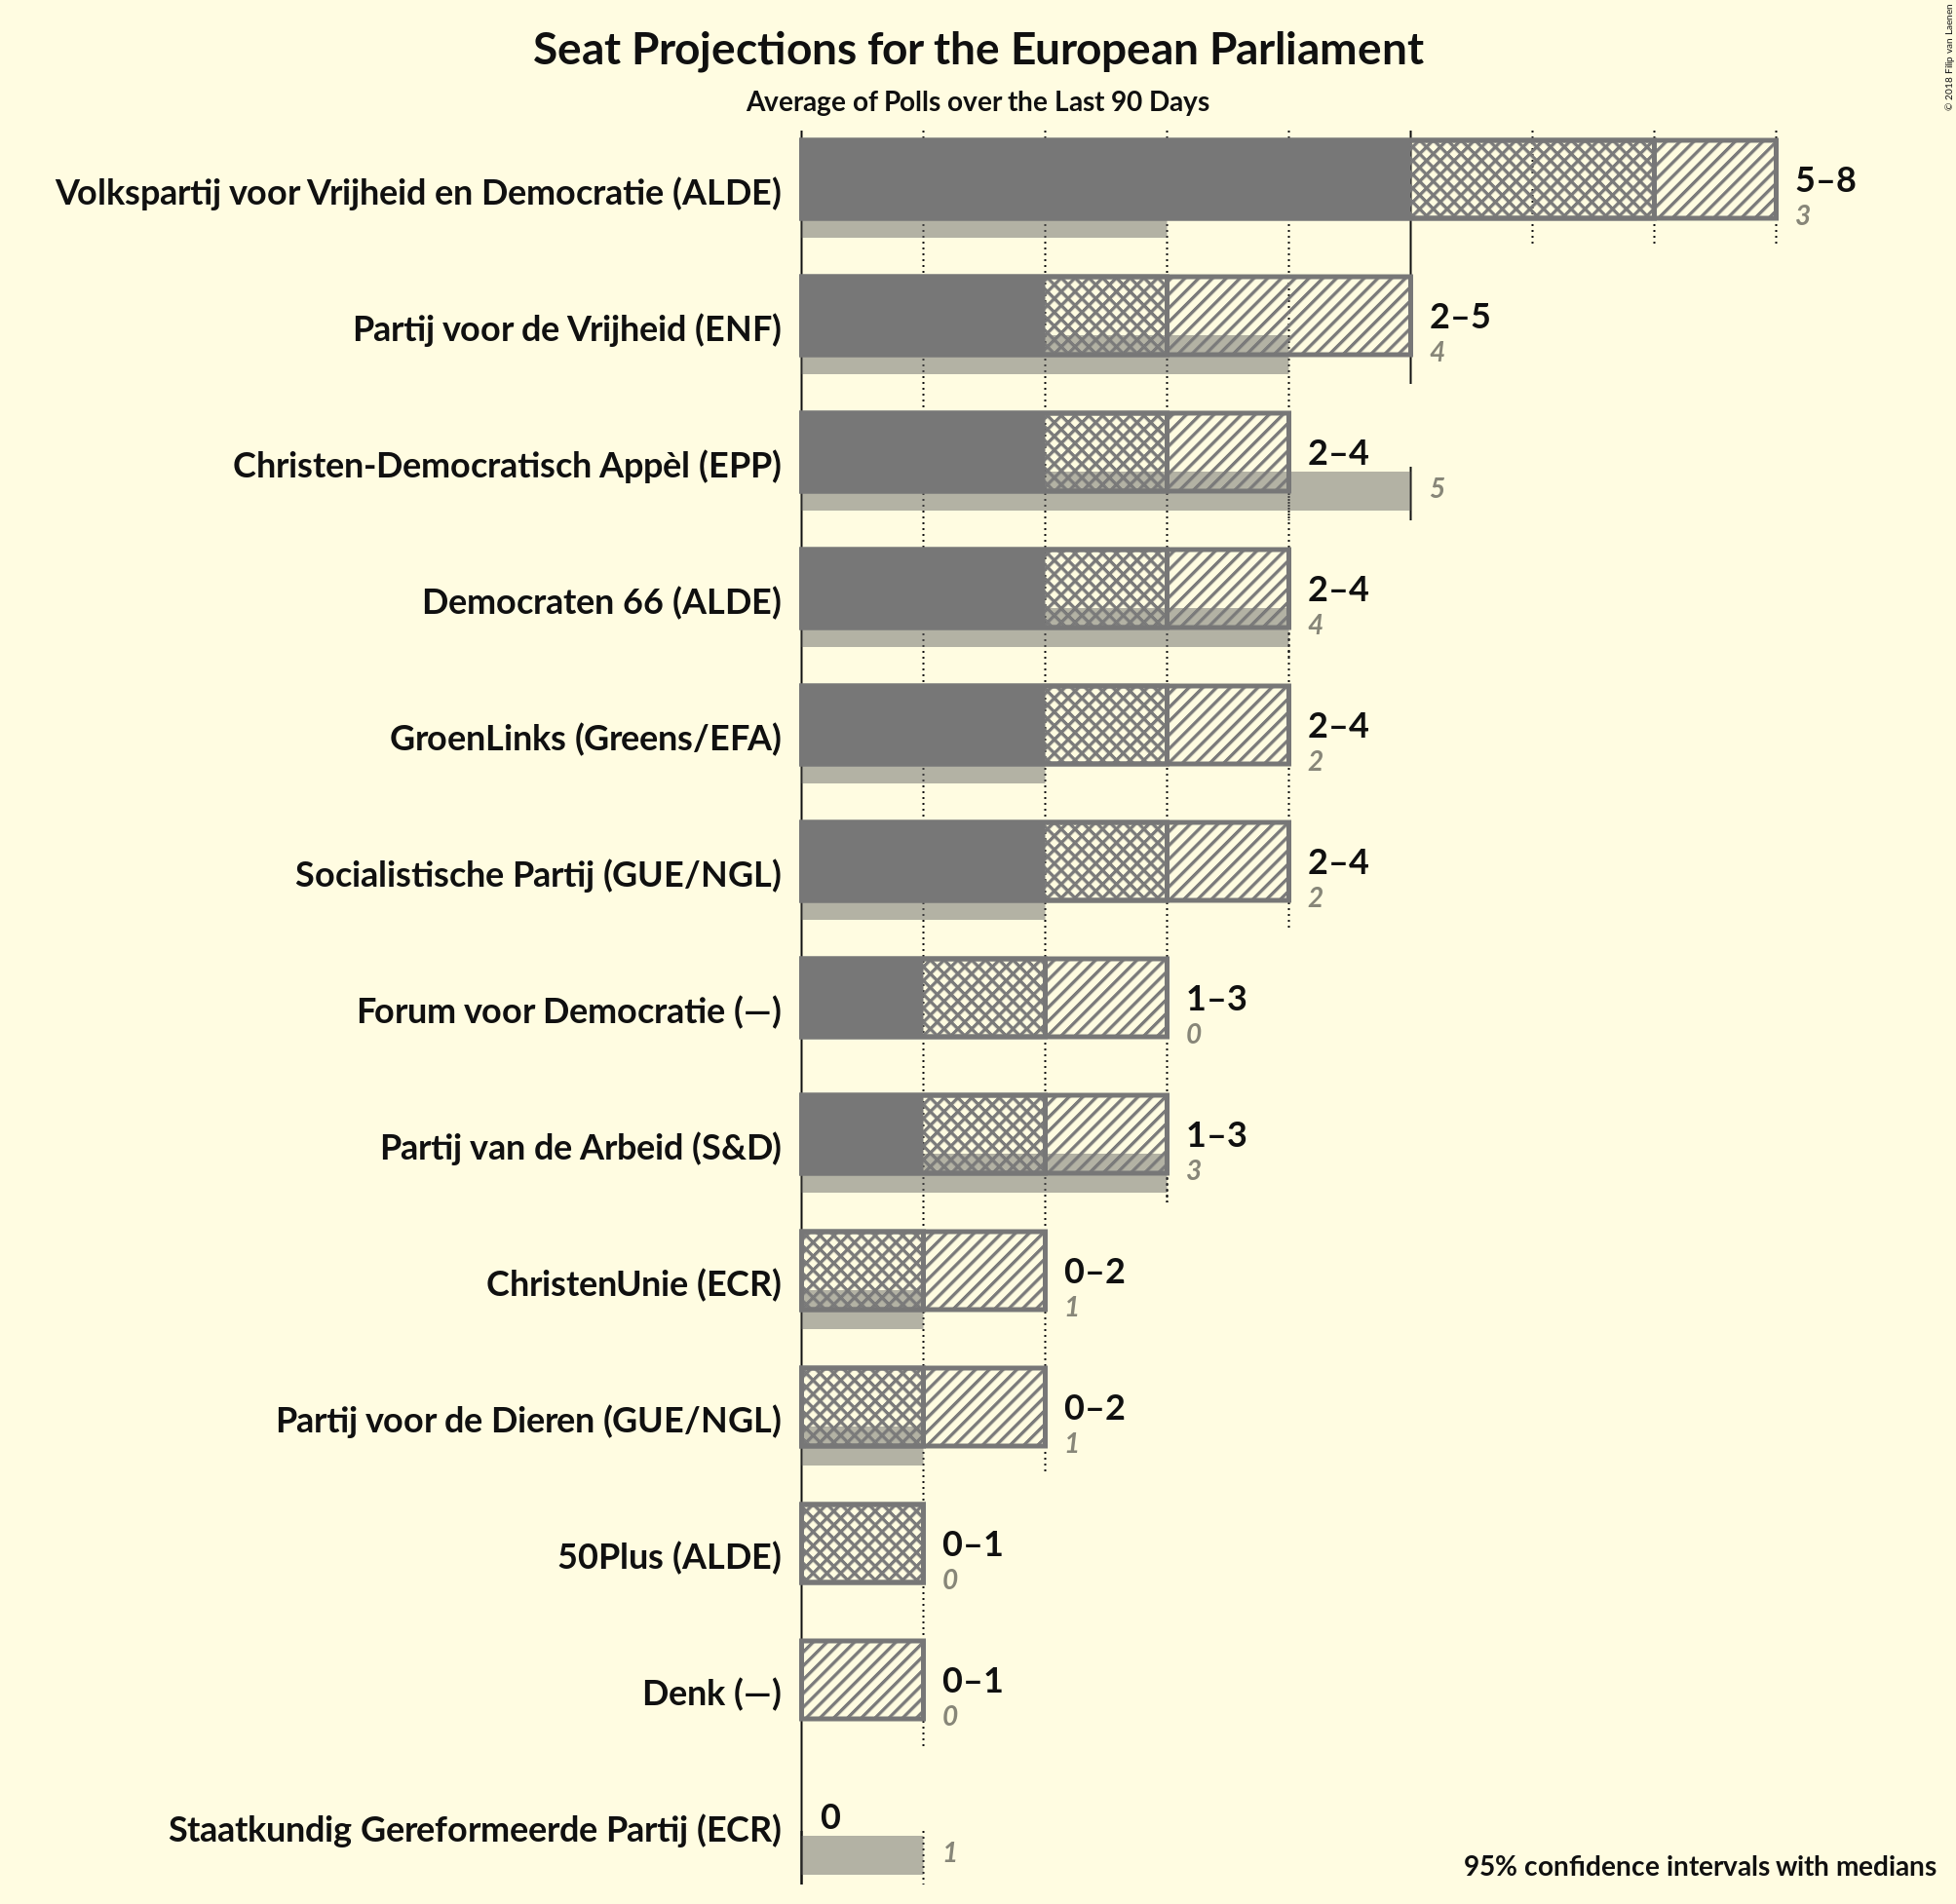 Seat Projections for the European Parliament
Average of Polls over the Last 90 Days
© 2018 Filip van Laenen
Volkspartij voor Vrijheid en Democratie (ALDE)
5–8
3
Partij voor de Vrijheid (ENF)
2–5
4
Christen-Democratisch Appèl (EPP)
2–4
5
Democraten 66 (ALDE)
2–4
4
GroenLinks (Greens/EFA)
2–4
2
Socialistische Partij (GUE/NGL)
2–4
2
Forum voor Democratie (—)
1–3
0
Partij van de Arbeid (S&D)
1–3
3
ChristenUnie (ECR)
0–2
1
Partij voor de Dieren (GUE/NGL)
0–2
1
50Plus (ALDE)
0–1
0
Denk (—)
0–1
0
Staatkundig Gereformeerde Partij (ECR)
0
1
95% confidence intervals with medians